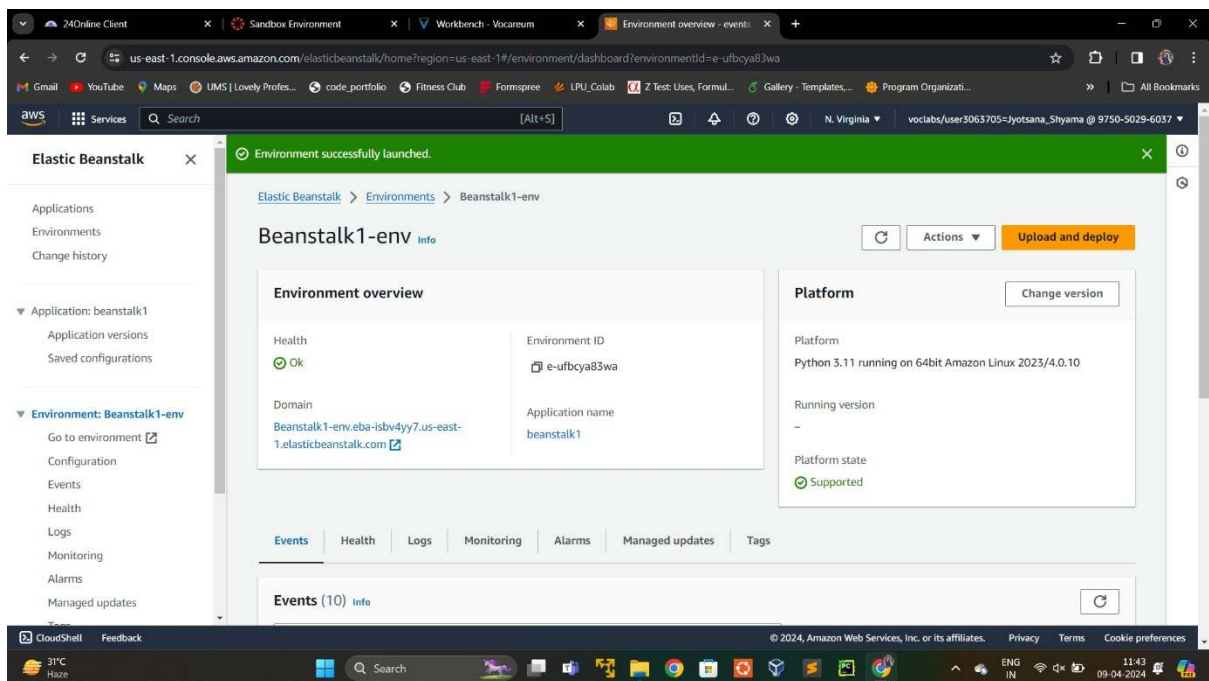 24Online Client
Sandbox Environment
Workbench - Vocareum
Environment overview - events
us-east-1.console.aws.amazon.com/elasticbeanstalk/home?region=us-east-1#/environment/dashboard?environmentId=e-ufbcya83wa
Gmail YouTube Maps UMS | Lovely Profes... code_portfolio Fitness Club Formspree LPU_Colab Z Test: Uses, Formul... Gallery - Templates,... Program Organizati... » All Bookmarks
aws Services Search [Alt+S] N. Virginia voclabs/user3063705=Jyotsana_Shyama @ 9750-5029-6037
Elastic Beanstalk
Applications
Environments
Change history
Application: beanstalk1
Application versions
Saved configurations
Environment: Beanstalk1-env
Go to environment
Configuration
Events
Health
Logs
Monitoring
Alarms
Managed updates
Tags
Environment successfully launched.
Elastic Beanstalk > Environments > Beanstalk1-env
Beanstalk1-env Info
Actions
Upload and deploy
Environment overview
Health
Ok
Environment ID
e-ufbcya83wa
Domain
Beanstalk1-env.eba-isbv4yy7.us-east-
1.elasticbeanstalk.com
Application name
beanstalk1
Platform
Change version
Platform
Python 3.11 running on 64bit Amazon Linux 2023/4.0.10
Running version
–
Platform state
Supported
Events Health Logs Monitoring Alarms Managed updates Tags
Events (10) Info
CloudShell Feedback © 2024, Amazon Web Services, Inc. or its affiliates. Privacy Terms Cookie preferences
31°C
Haze
Search
ENG
IN
11:43
09-04-2024